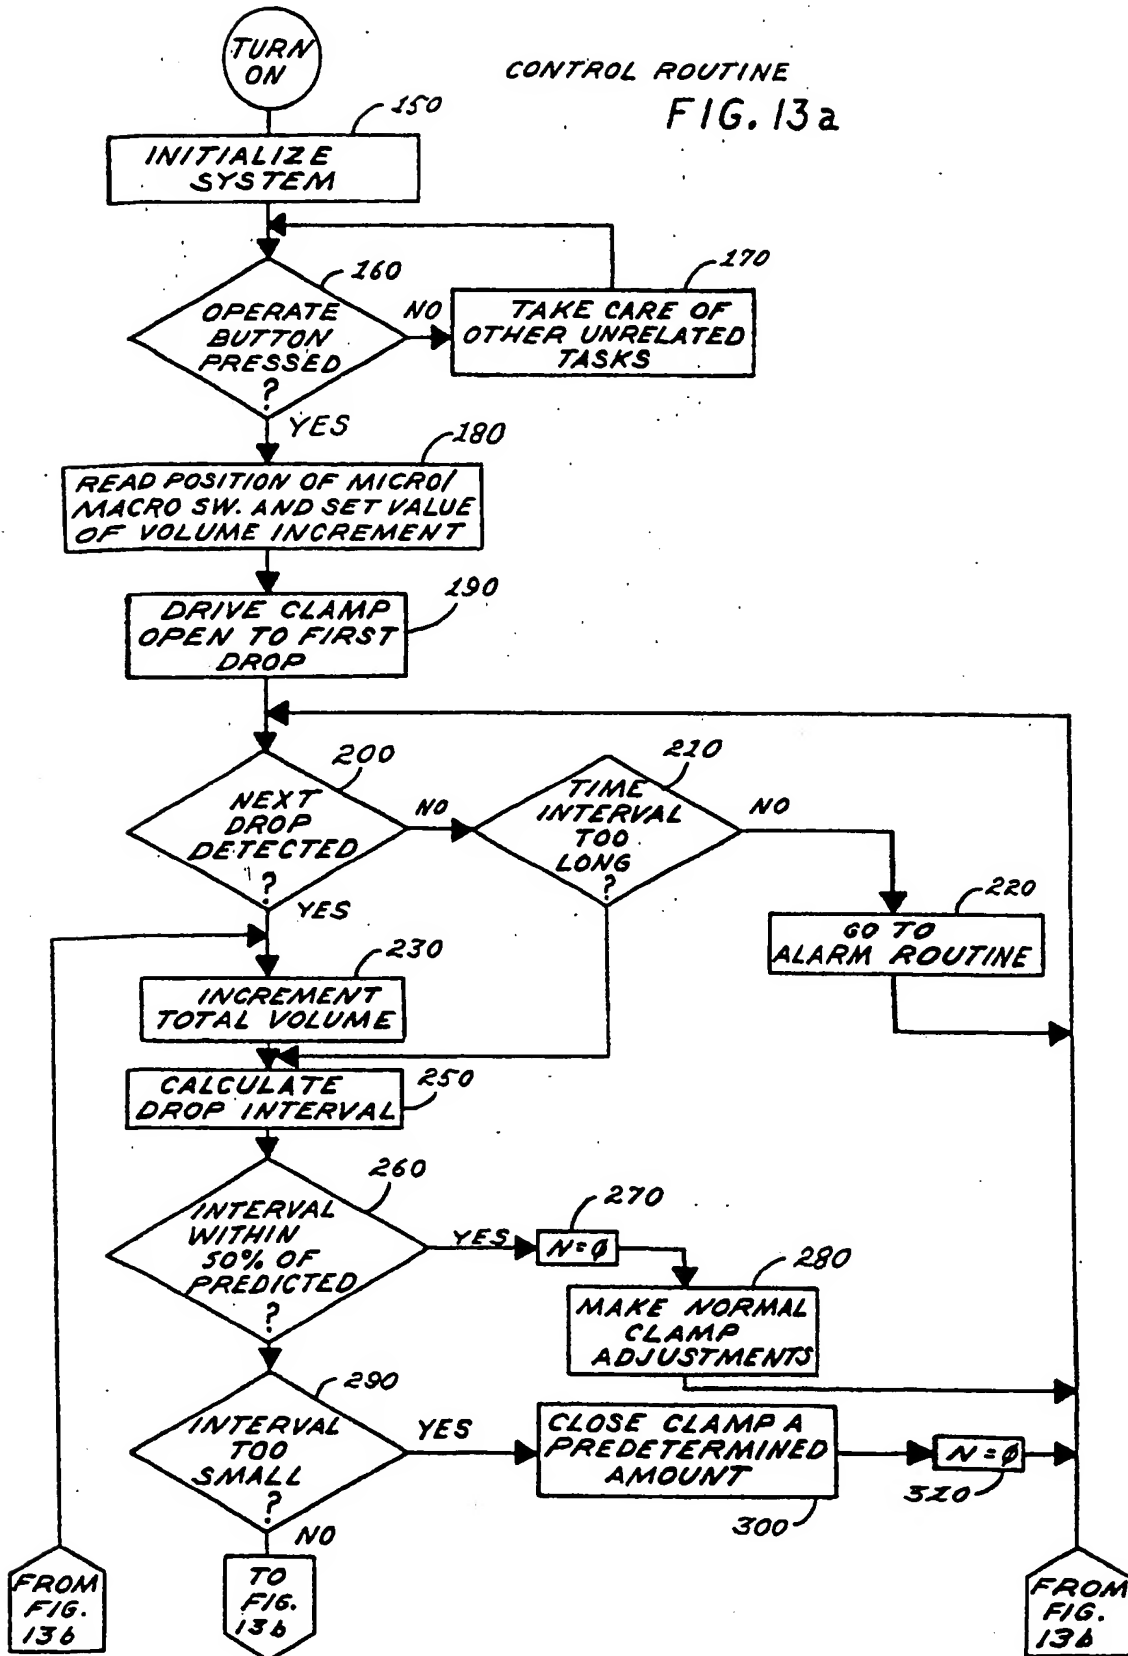 TURN
ON
CONTROL ROUTINE
FIG. 13a
150
INITIALIZE
SYSTEM
160
OPERATE
BUTTON
PRESSED
?
NO
170
TAKE CARE OF
OTHER UNRELATED
TASKS
YES
180
READ POSITION OF MICRO/
MACRO SW. AND SET VALUE
OF VOLUME INCREMENT
190
DRIVE CLAMP
OPEN TO FIRST
DROP
200
NEXT
DROP
DETECTED
?
NO
210
TIME
INTERVAL
TOO
LONG
?
NO
220
GO TO
ALARM ROUTINE
YES
230
INCREMENT
TOTAL VOLUME
250
CALCULATE
DROP INTERVAL
260
INTERVAL
WITHIN
50% OF
PREDICTED
?
YES
270
N=φ
280
MAKE NORMAL
CLAMP
ADJUSTMENTS
290
INTERVAL
TOO
SMALL
?
YES
CLOSE CLAMP A
PREDETERMINED
AMOUNT
300
N=φ
310
NO
FROM
FIG.
13b
TO
FIG.
13b
FROM
FIG.
13b